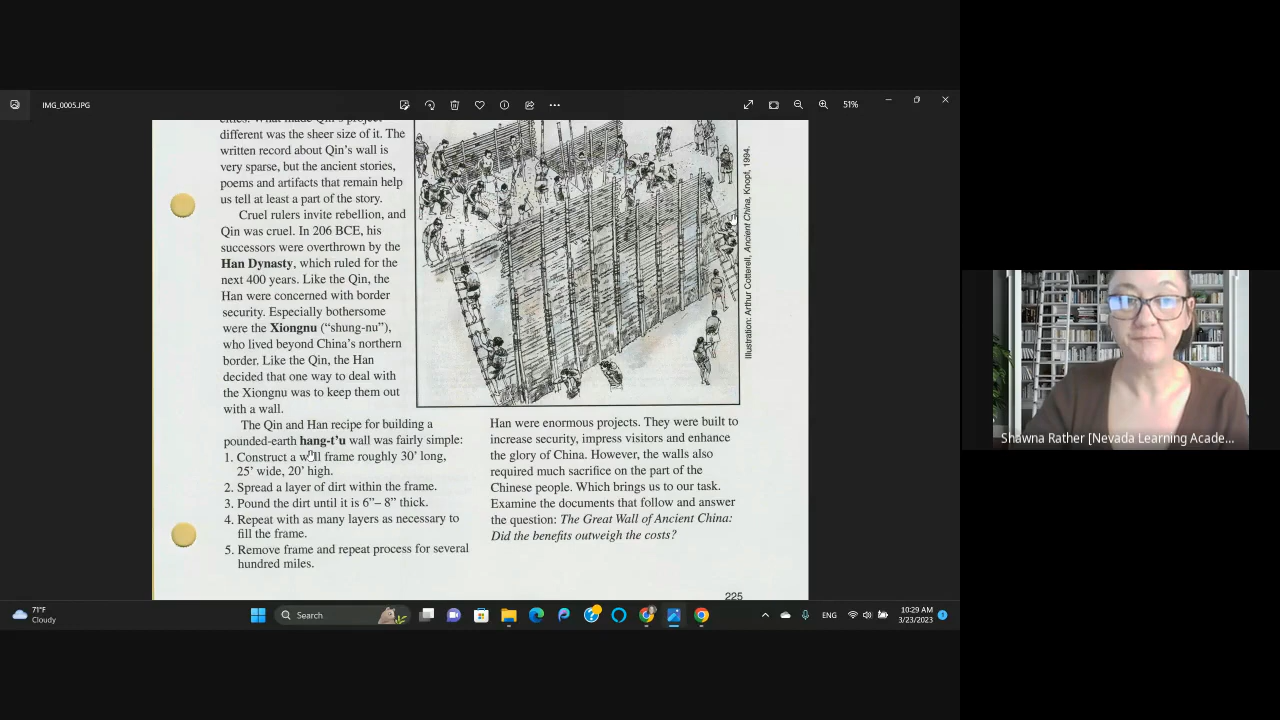 IMG_0005.JPG
51%
different was the sheer size of it. The
written record about Qin's wall is
very sparse, but the ancient stories,
poems and artifacts that remain help
us tell at least a part of the story.
Cruel rulers invite rebellion, and
Qin was cruel. In 206 BCE, his
successors were overthrown by the
Han Dynasty, which ruled for the
next 400 years. Like the Qin, the
Han were concerned with border
security. Especially bothersome
were the Xiongnu ("shung-nu"),
who lived beyond China's northern
border. Like the Qin, the Han
decided that one way to deal with
the Xiongnu was to keep them out
with a wall.
The Qin and Han recipe for building a
pounded-earth hang-t'u wall was fairly simple:
1. Construct a wall frame roughly 30' long,
25' wide, 20' high.
2. Spread a layer of dirt within the frame.
3. Pound the dirt until it is 6"– 8" thick.
4. Repeat with as many layers as necessary to
fill the frame.
5. Remove frame and repeat process for several
hundred miles.
Illustration: Arthur Cotterell, Ancient China, Knopf, 1994.
Han were enormous projects. They were built to
increase security, impress visitors and enhance
the glory of China. However, the walls also
required much sacrifice on the part of the
Chinese people. Which brings us to our task.
Examine the documents that follow and answer
the question: The Great Wall of Ancient China:
Did the benefits outweigh the costs?
225
Shawna Rather [Nevada Learning Acade...
71°F
Cloudy
Search
ENG
10:29 AM
3/23/2023